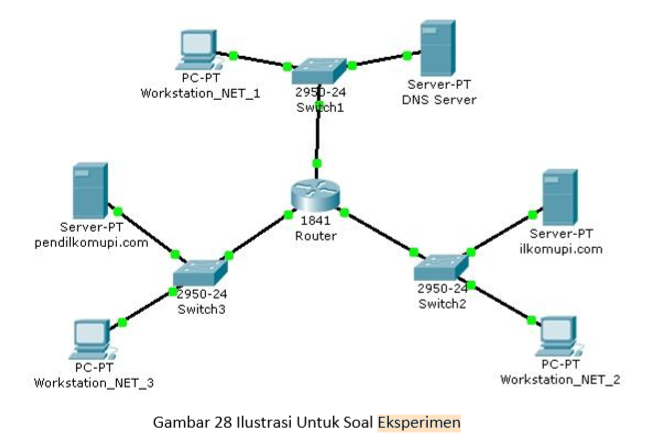 PC-PT
Workstation_NET_1
2950-24
Switch1
Server-PT
DNS Server
1841
Router
Server-PT
pendilkomupi.com
Server-PT
ilkomupi.com
2950-24
Switch3
2950-24
Switch2
PC-PT
Workstation_NET_3
PC-PT
Workstation_NET_2
Gambar 28 Ilustrasi Untuk Soal Eksperimen